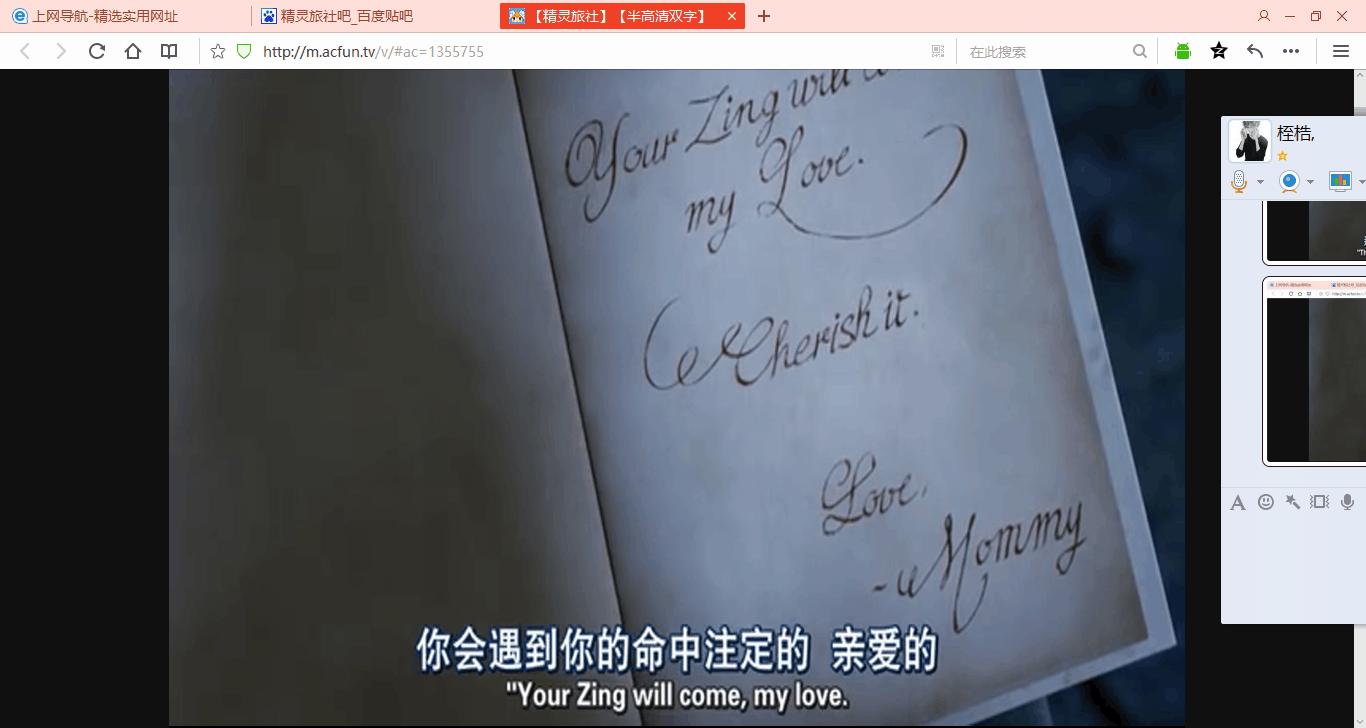 上网导航-精选实用网址
精灵旅社吧_百度贴吧
【精灵旅社】【半高清双字】
http://m.acfun.tv/v/#ac=1355755
在此搜索
桎梏,
Your Zing will
my Love.
Cherish it.
Love,
-Mommy
你会遇到你的命中注定的 亲爱的
"Your Zing will come, my love.